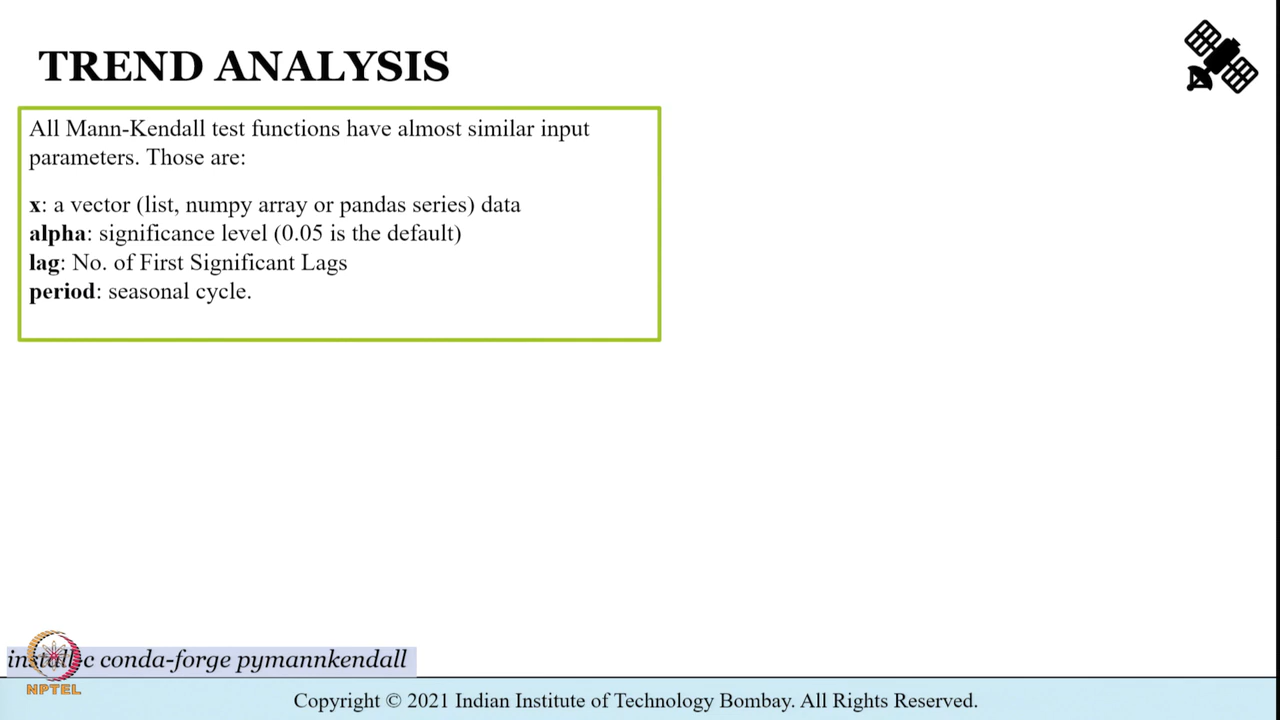 TREND ANALYSIS
All Mann-Kendall test functions have almost similar input
parameters. Those are:
x: a vector (list, numpy array or pandas series) data
alpha: significance level (0.05 is the default)
lag: No. of First Significant Lags
period: seasonal cycle.
install -c conda-forge pymannkendall
NPTEL
Copyright © 2021 Indian Institute of Technology Bombay. All Rights Reserved.